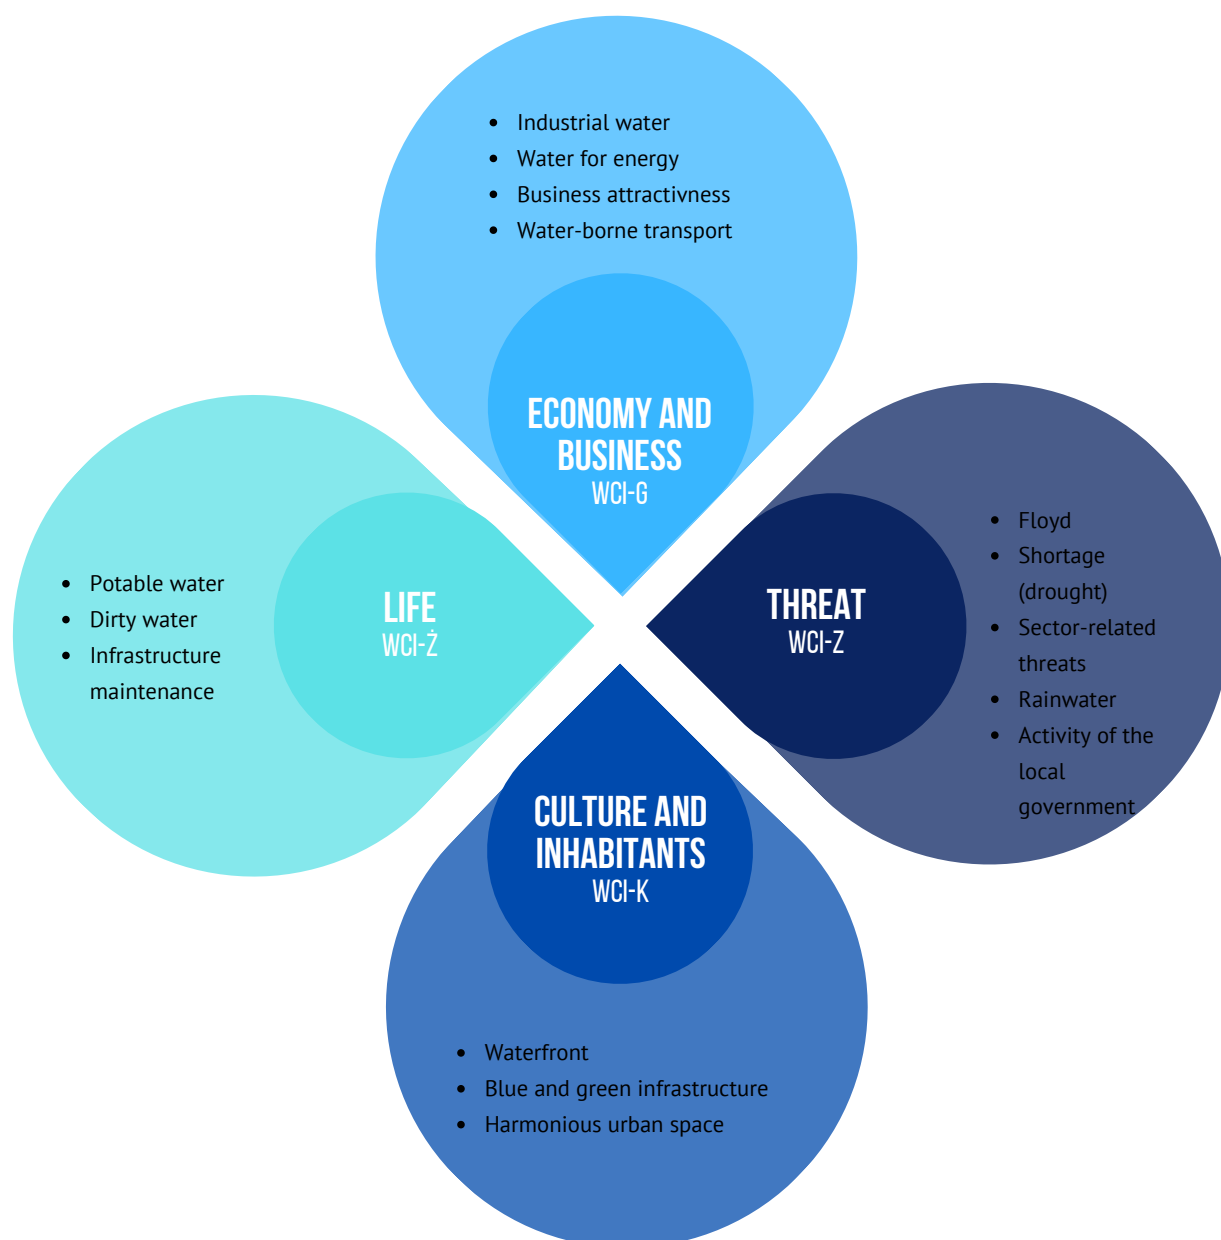 • Industrial water
• Water for energy
• Business attractivness
• Water-borne transport
ECONOMY AND
BUSINESS
WCI-G
• Potable water
• Dirty water
• Infrastructure
maintenance
LIFE
WCI-Ż
THREAT
WCI-Z
• Floyd
• Shortage
(drought)
• Sector-related
threats
• Rainwater
• Activity of the
local
government
CULTURE AND
INHABITANTS
WCI-K
• Waterfront
• Blue and green infrastructure
• Harmonious urban space